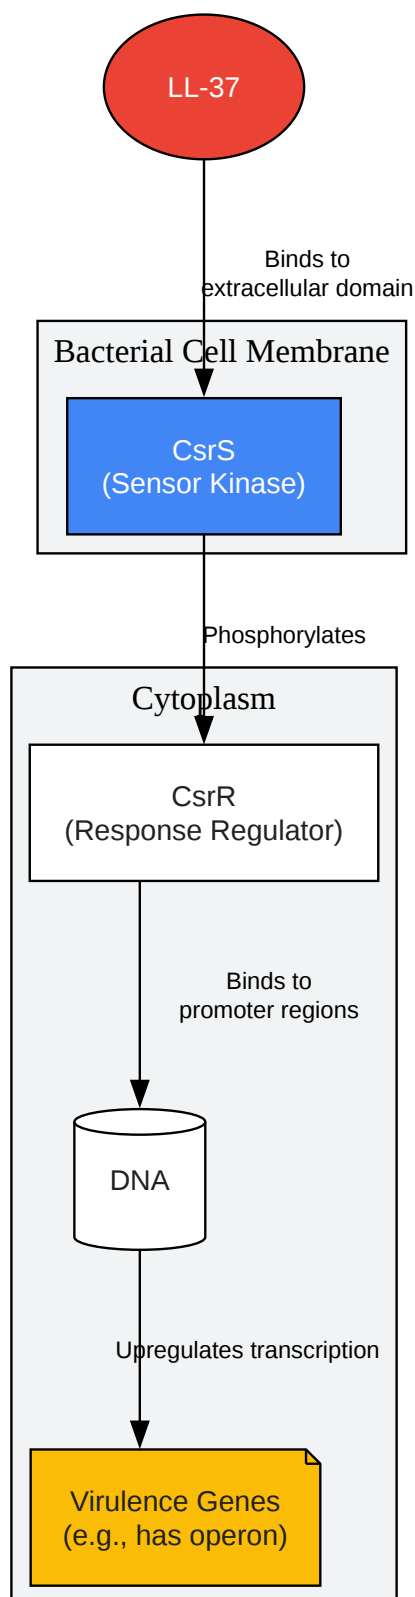 LL-37
Binds to
extracellular domain
Bacterial Cell Membrane
CsrS
(Sensor Kinase)
Phosphorylates
Cytoplasm
CsrR
(Response Regulator)
Binds to
promoter regions
DNA
Upregulates transcription
Virulence Genes
(e.g., has operon)